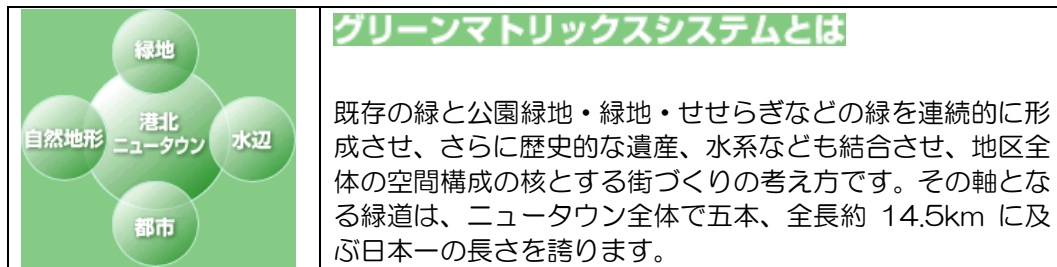 緑地
自然地形
港北
ニュータウン
水辺
都市
グリーンマトリックスシステムとは
既存の緑と公園緑地・緑地・せせらぎなどの緑を連続的に形
成させ、さらに歴史的な遺産、水系なども結合させ、地区全
体の空間構成の核とする街づくりの考え方です。その軸とな
る緑道は、ニュータウン全体で五本、全長約 14.5km に及
ぶ日本一の長さを誇ります。